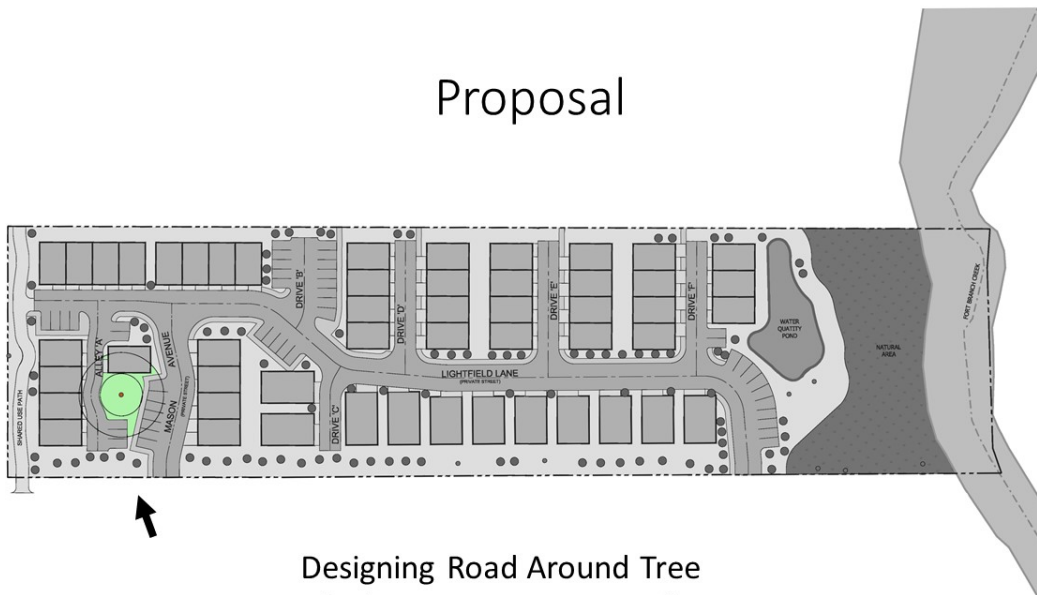 Proposal
FORT BRANCH CREEK
DRIVE 'B'
DRIVE 'D'
DRIVE 'E'
DRIVE 'F'
WATER
QUATITY
POND
NATURAL
AREA
ALLEY 'A'
MASON AVENUE
(PRIVATE STREET)
LIGHTFIELD LANE
(PRIVATE STREET)
DRIVE 'C'
SHARED USE PATH
Designing Road Around Tree